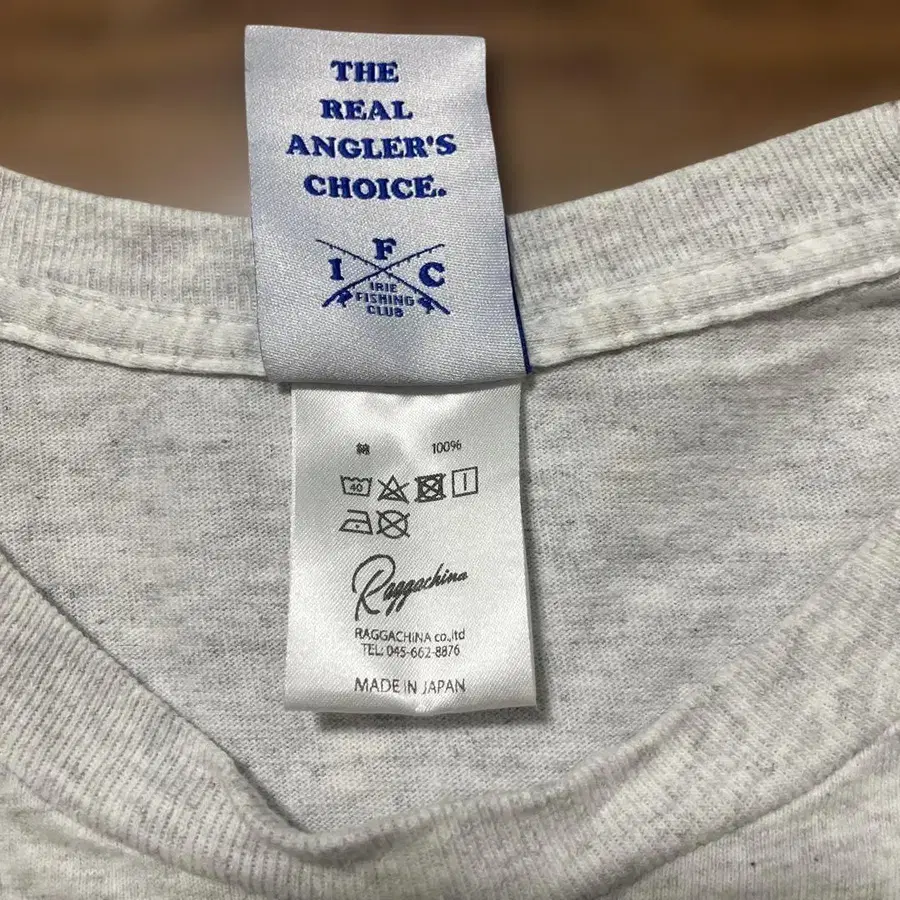 THE
REAL
ANGLER'S
CHOICE.
F
I C
IRIE
FISHING
CLUB
綿 100%
40
Raggachina
RAGGACHINA co.,ltd
TEL: 045-662-8876
MADE IN JAPAN